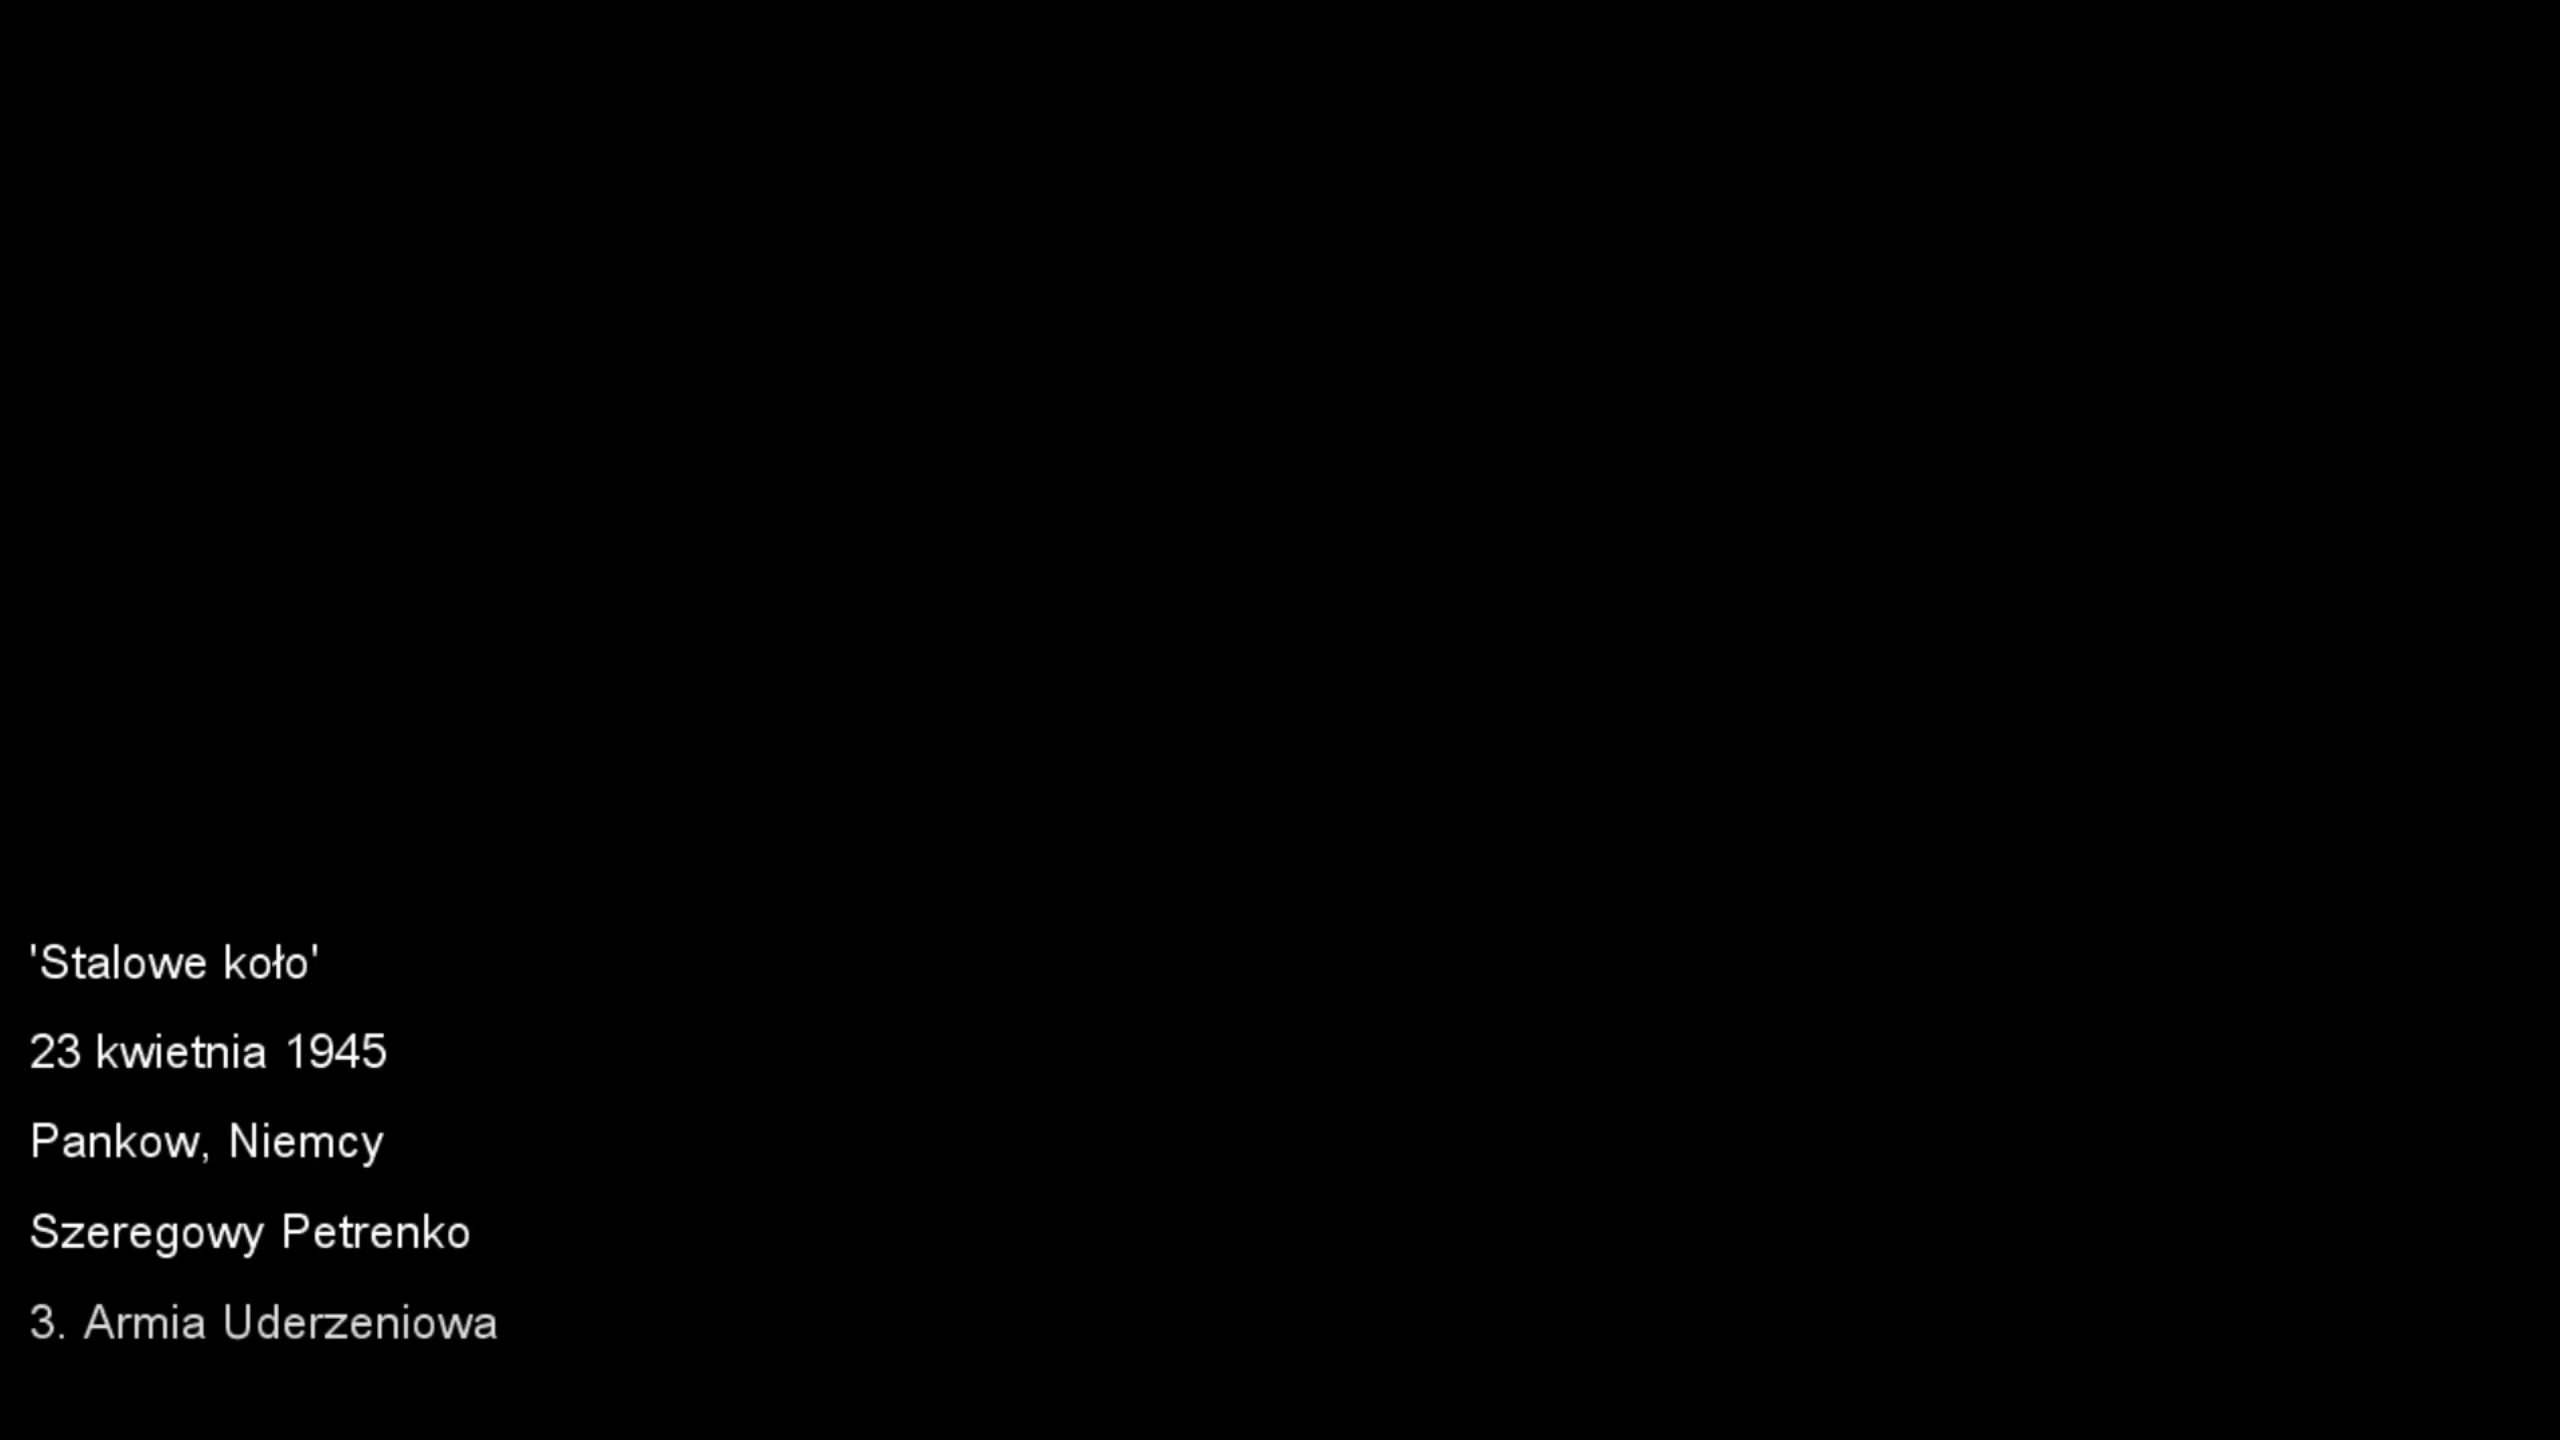 'Stalowe koło'
23 kwietnia 1945
Pankow, Niemcy
Szeregowy Petrenko
3. Armia Uderzeniowa